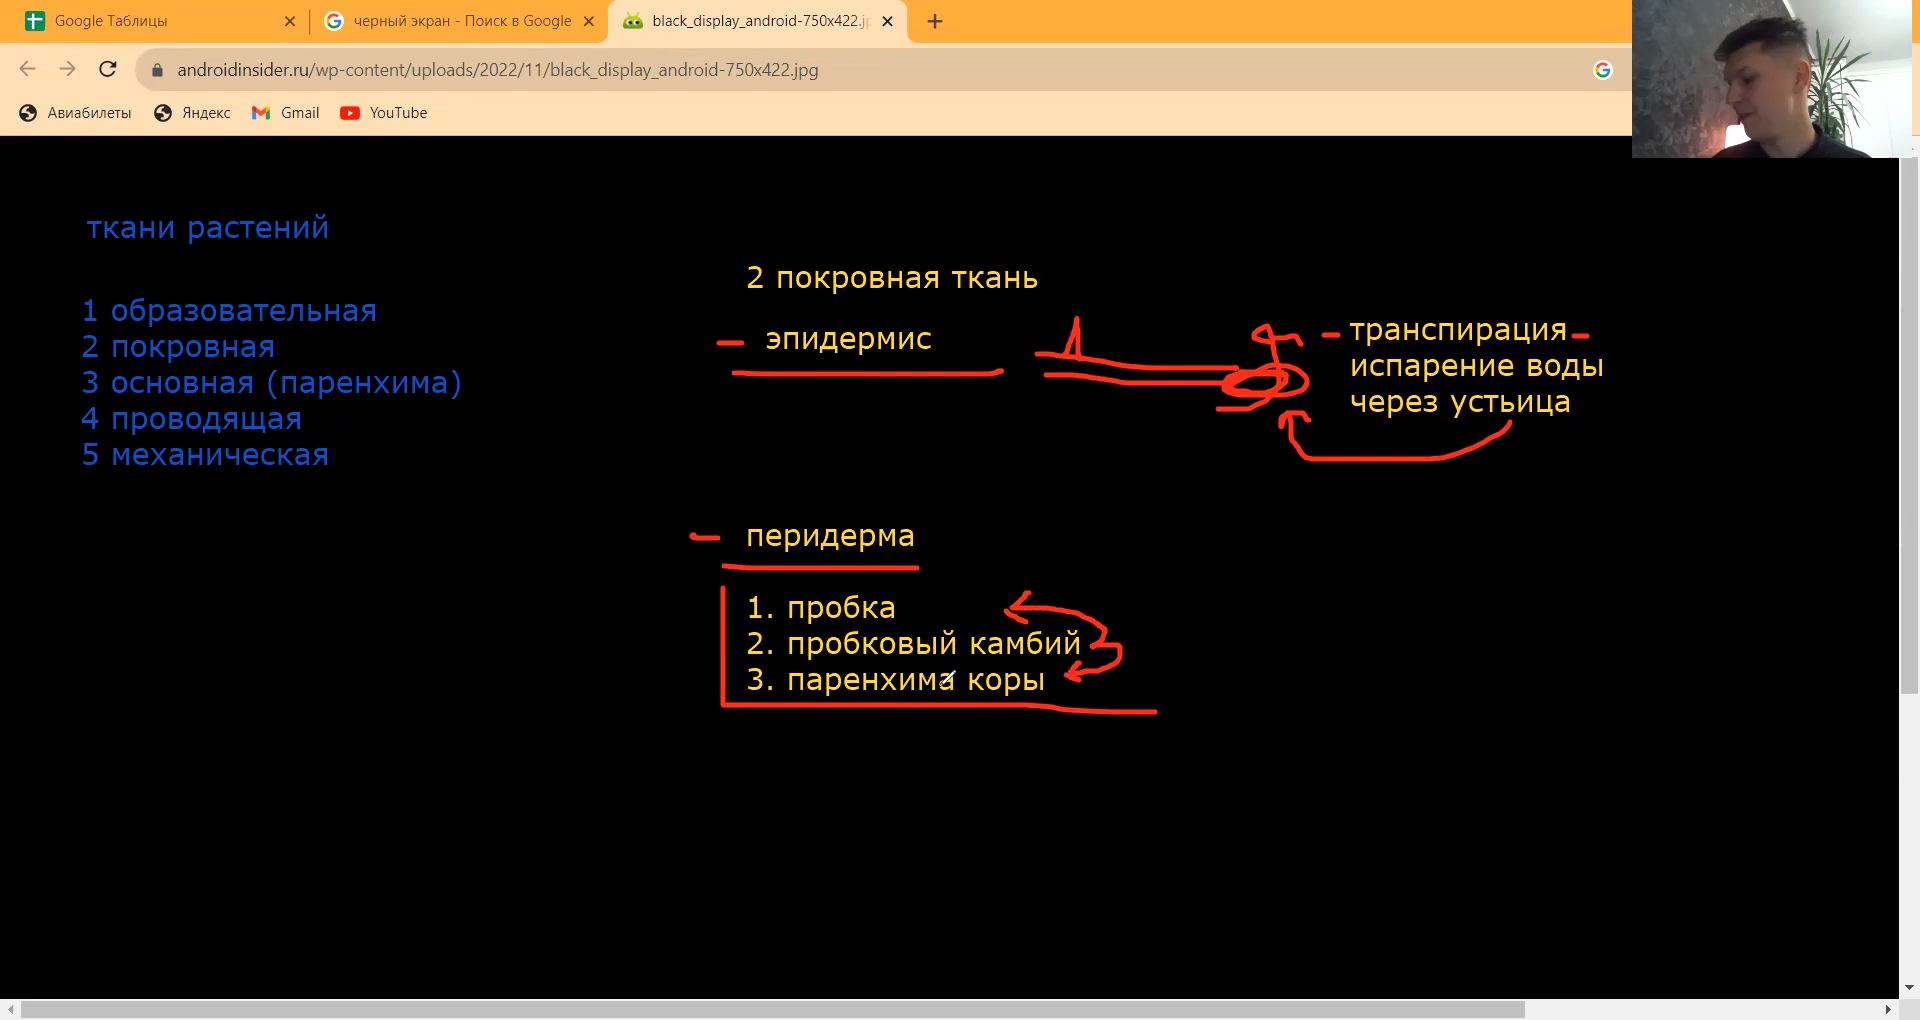 Google Таблицы
черный экран - Поиск в Google
black_display_android-750x422.jp
androidinsider.ru/wp-content/uploads/2022/11/black_display_android-750x422.jpg
Авиабилеты Яндекс Gmail YouTube
ткани растений
1 образовательная
2 покровная
3 основная (паренхима)
4 проводящая
5 механическая
2 покровная ткань
эпидермис
транспирация
испарение воды
через устьица
перидерма
1. пробка
2. пробковый камбий
3. паренхима коры